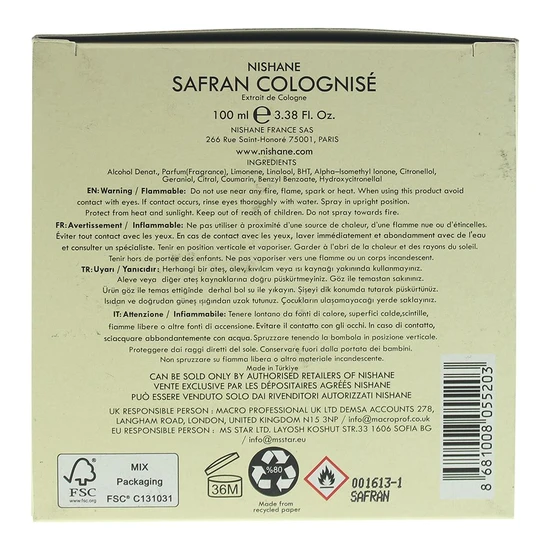 NISHANE
SAFRAN COLOGNISÉ
Extrait de Cologne
100 ml ℮ 3.38 Fl. Oz.
NISHANE FRANCE SAS
266 Rue Saint-Honoré 75001, PARIS
www.nishane.com
INGREDIENTS
Alcohol Denat., Parfum(Fragrance), Limonene, Linalool, BHT, Alpha-Isomethyl Ionone, Citronellol,
Geraniol, Citral, Coumarin, Benzyl Benzoate, Hydroxycitronellal
EN: Warning / Flammable: Do not use near any fire, flame, spark or heat. When using this product avoid
contact with eyes. If contact occurs, rinse eyes thoroughly with water. Spray in upright position.
Protect from heat and sunlight. Keep out of reach of children. Do not spray towards fire.
FR: Avertissement / Inflammable: Ne pas utiliser à proximité d'une source de chaleur, d'une flamme nue ou d'étincelles.
Éviter tout contact avec les yeux. En cas de contact avec les yeux, laver immédiatement et abondamment avec de l'eau
et consulter un spécialiste. Tenir en position verticale et vaporiser. Garder à l'abri de la chaleur et des rayons du soleil.
Tenir hors de portée des enfants. Ne pas vaporiser vers une flamme ou un corps incandescent.
TR: Uyarı / Yanıcıdır: Herhangi bir ateş, alev, kıvılcım veya ısı kaynağı yakınında kullanmayınız.
Aleve veya diğer ateş kaynaklarına doğru püskürtmeyiniz. Gözle temasından sakınınız.
Ürün göz ile temas ettiğinde derhal bol su ile yıkayın. Şişeyi dik konumda tutarak püskürtünüz.
Isıdan ve doğrudan güneş ışığından uzak tutunuz. Çocukların ulaşamayacağı yerde saklayınız.
IT: Attenzione / Infiammabile: Tenere lontano da fonti di calore, superfici calde,scintille,
fiamme libere o altre fonti di accensione. Evitare il contatto con gli occhi. In caso di contatto,
sciacquare abbondantemente con acqua. Spruzzare tenendo la bombola in posizione verticale.
Proteggere dai raggi diretti del sole. Conservare fuori dalla portata dei bambini.
Non spruzzare su fiamma libera o altro materiale incandescente.
Made in Türkiye
CAN BE SOLD ONLY BY AUTHORISED RETAILERS OF NISHANE
VENTE EXCLUSIVE PAR LES DÉPOSITAIRES AGRÉÉS NISHANE
PUÒ ESSERE VENDUTO SOLO DAI RIVENDITORI AUTORIZZATI NISHANE
UK RESPONSIBLE PERSON : MACRO PROFESSIONAL UK LTD DEMSA ACCOUNTS 278,
LANGHAM ROAD, LONDON, UNITED KINGDOM N15 3NP / info@macroprof.co.uk
EU RESPONSIBLE PERSON : MS STAR LTD. LAYOSH KOSHUT STR.33 1606 SOFIA BG
/ info@msstar.eu
8 681008 055203
FSC
MIX
Packaging
FSC® C131031
36M
%80
Made from
recycled paper
001613-1
SAFRAN